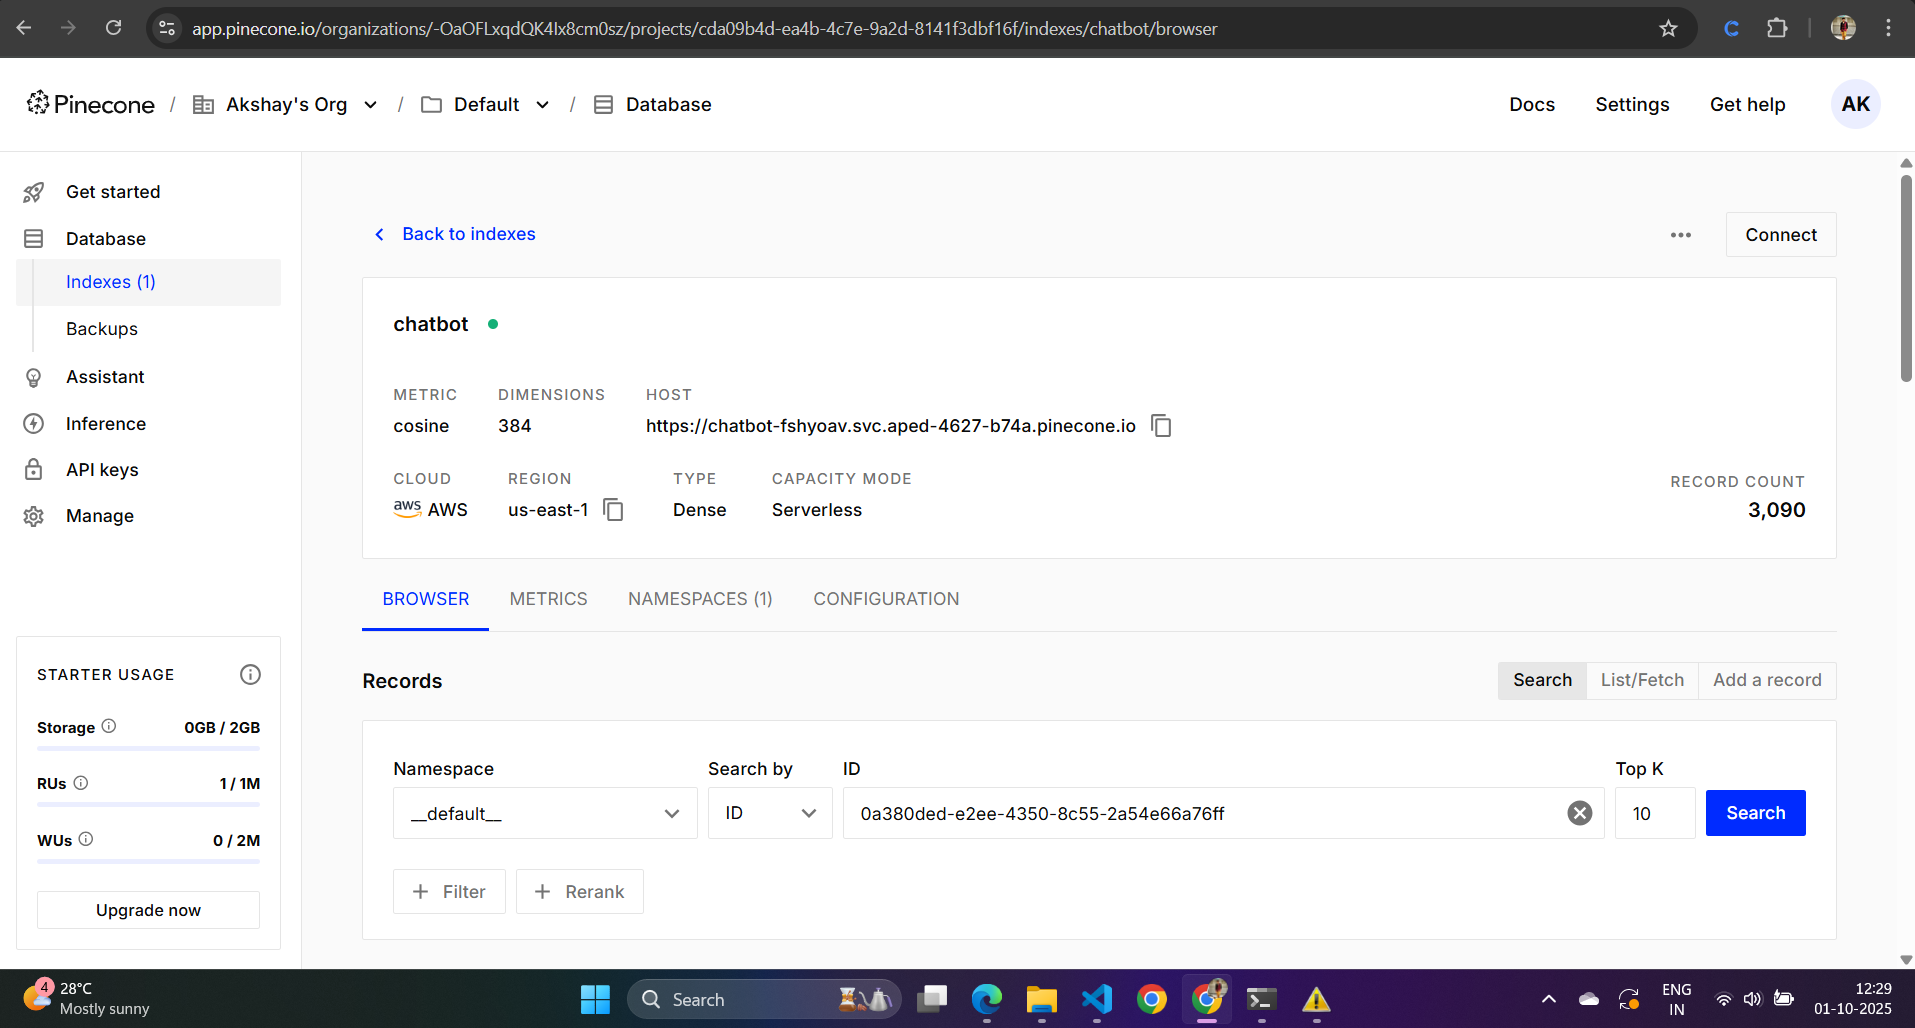 app.pinecone.io/organizations/-OaOFLxqdQK4Ix8cm0sz/projects/cda09b4d-ea4b-4c7e-9a2d-8141f3dbf16f/indexes/chatbot/browser
Pinecone / Akshay's Org / Default / Database
Docs Settings Get help AK
Get started
Database
Indexes (1)
Backups
Assistant
Inference
API keys
Manage
STARTER USAGE
Storage 0GB / 2GB
RUs 1 / 1M
WUs 0 / 2M
Upgrade now
Back to indexes
Connect
chatbot
METRIC DIMENSIONS HOST
cosine 384 https://chatbot-fshyoav.svc.aped-4627-b74a.pinecone.io
CLOUD REGION TYPE CAPACITY MODE RECORD COUNT
aws AWS us-east-1 Dense Serverless 3,090
BROWSER METRICS NAMESPACES (1) CONFIGURATION
Records
Search List/Fetch Add a record
Namespace Search by ID Top K
__default__ ID 0a380ded-e2ee-4350-8c55-2a54e66a76ff 10 Search
+ Filter + Rerank
4
28°C
Mostly sunny
Search
ENG
IN
12:29
01-10-2025